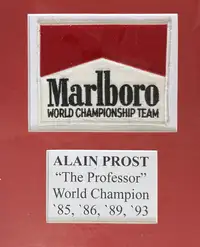 Marlboro
WORLD CHAMPIONSHIP TEAM
ALAIN PROST
“The Professor”
World Champion
`85, `86, `89, `93